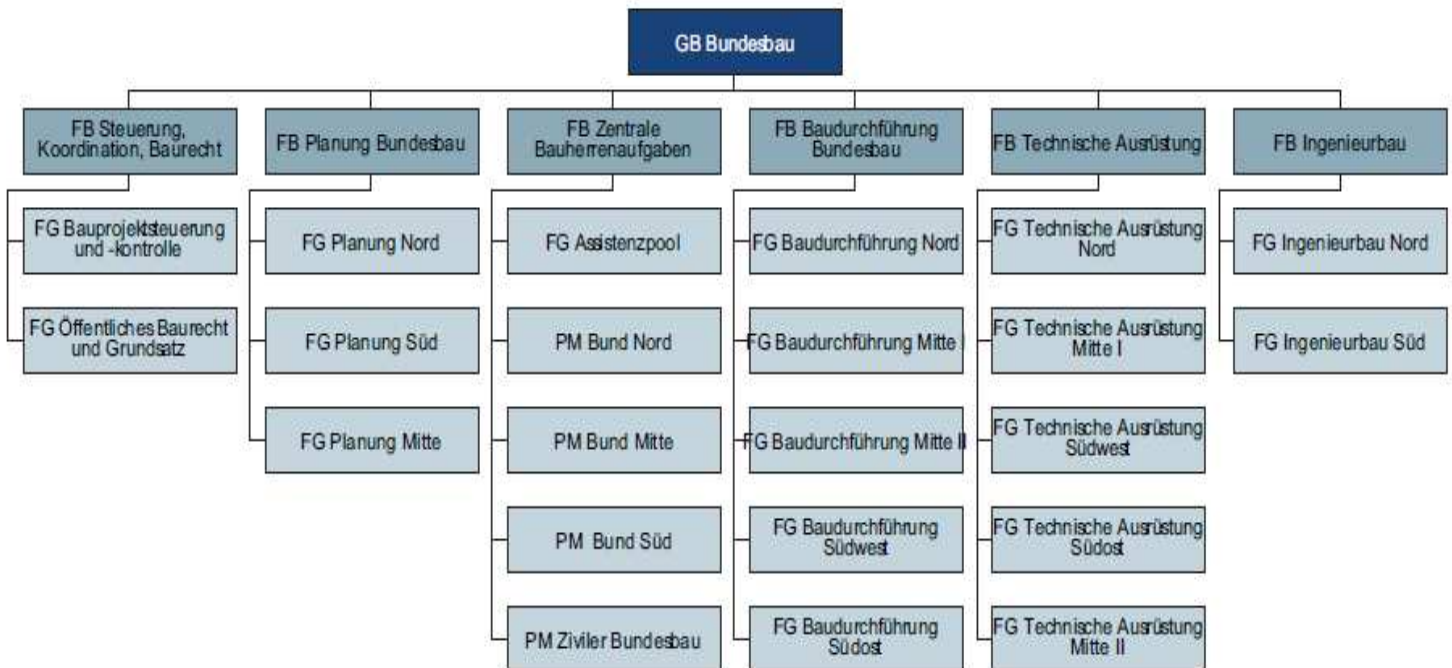 GB Bundesbau
FB Steuerung,
Koordination, Baurecht
FG Bauprojektsteuerung
und -kontrolle
FG Öffentliches Baurecht
und Grundsatz
FB Planung Bundesbau
FG Planung Nord
FG Planung Süd
FG Planung Mitte
FB Zentrale
Bauherrenaufgaben
FG Assistenzpool
PM Bund Nord
PM Bund Mitte
PM Bund Süd
PM Ziviler Bundesbau
FB Baudurchführung
Bundesbau
FG Baudurchführung Nord
FG Baudurchführung Mitte I
FG Baudurchführung Mitte II
FG Baudurchführung
Südwest
FG Baudurchführung
Südost
FB Technische Ausrüstung
FG Technische Ausrüstung
Nord
FG Technische Ausrüstung
Mitte I
FG Technische Ausrüstung
Südwest
FG Technische Ausrüstung
Südost
FG Technische Ausrüstung
Mitte II
FB Ingenieurbau
FG Ingenieurbau Nord
FG Ingenieurbau Süd